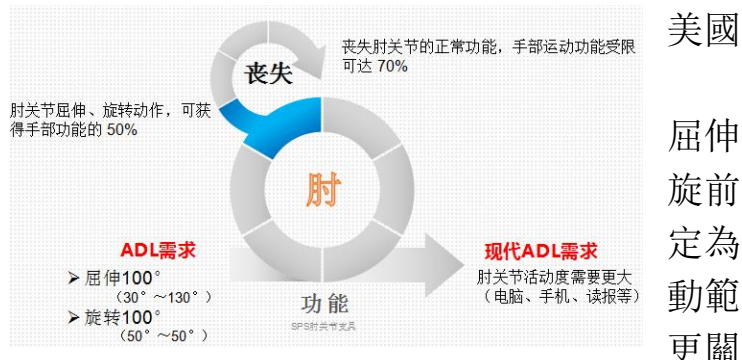 丧失
丧失肘关节的正常功能，手部运动功能受限
可达 70%
肘关节屈伸、旋转动作，可获
得手部功能的 50%
肘
ADL需求
➤屈伸100°
（30°～130°）
➤旋转100°
（50°～50°）
功能
SPS肘关节支具
现代ADL需求
肘关节活动度需要更大
（电脑、手机、读报等）
美國
屈伸
旋前
定為
動範
更關